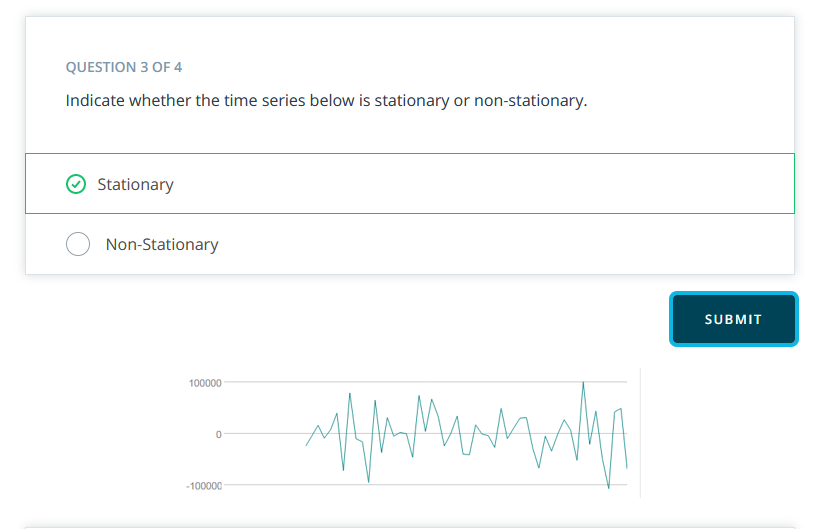 QUESTION 3 OF 4
Indicate whether the time series below is stationary or non-stationary.
Stationary
Non-Stationary
SUBMIT
100000
0
-100000